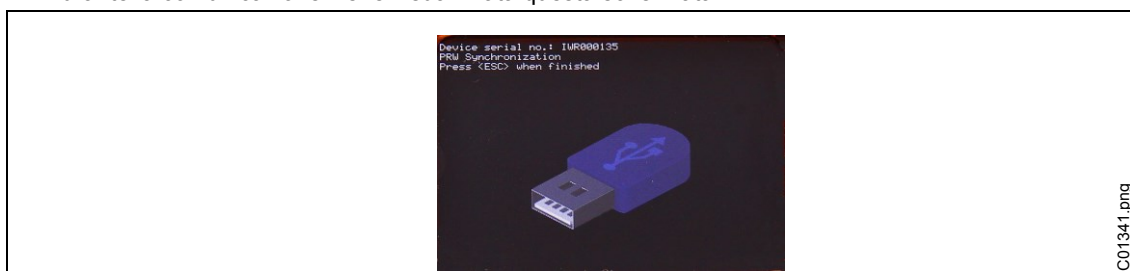 Device serial no.: IWR000135
PRW Synchronization
Press <ESC> when finished
C01341.png